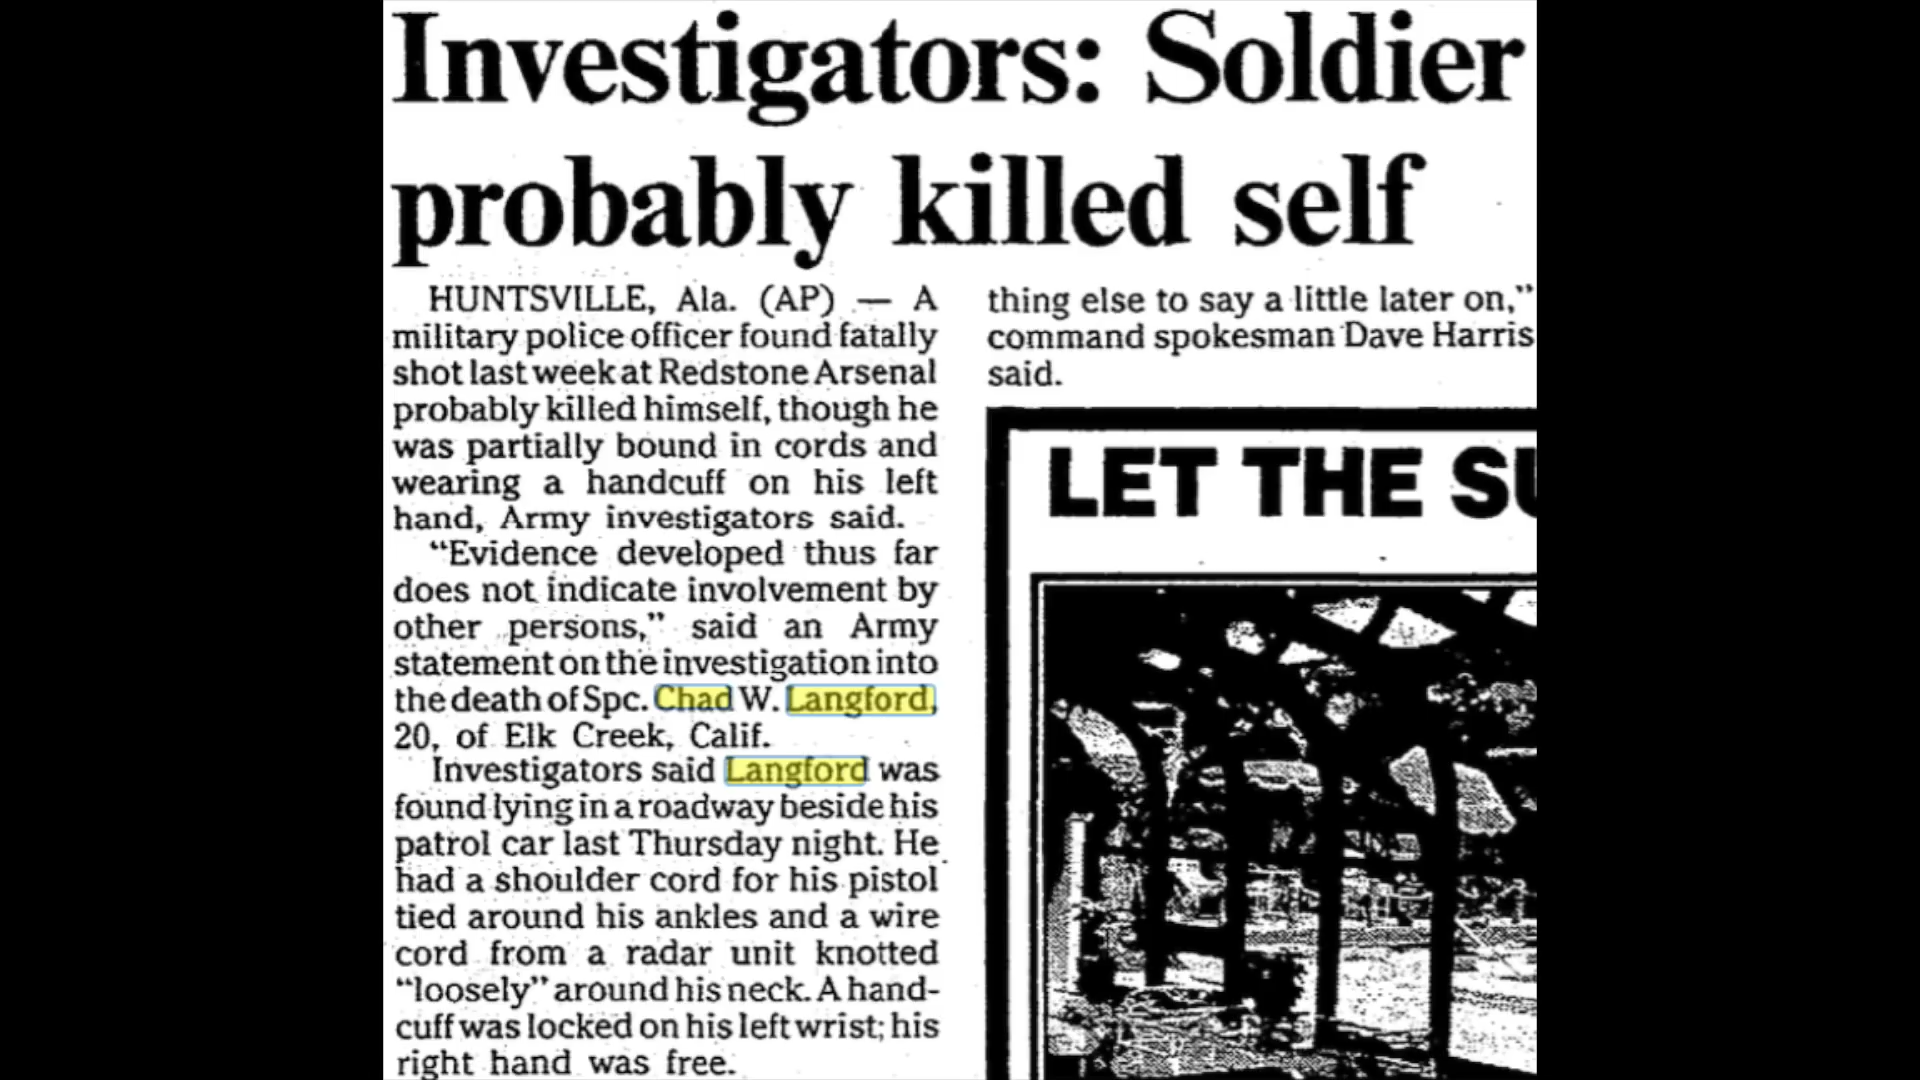 Investigators: Soldier
probably killed self
HUNTSVILLE, Ala. (AP) — A
military police officer found fatally
shot last week at Redstone Arsenal
probably killed himself, though he
was partially bound in cords and
wearing a handcuff on his left
hand, Army investigators said.
"Evidence developed thus far
does not indicate involvement by
other persons," said an Army
statement on the investigation into
the death of Spc. Chad W. Langford,
20, of Elk Creek, Calif.
Investigators said Langford was
found lying in a roadway beside his
patrol car last Thursday night. He
had a shoulder cord for his pistol
tied around his ankles and a wire
cord from a radar unit knotted
"loosely" around his neck. A hand-
cuff was locked on his left wrist; his
right hand was free.
thing else to say a little later on,"
command spokesman Dave Harris
said.
LET THE SU